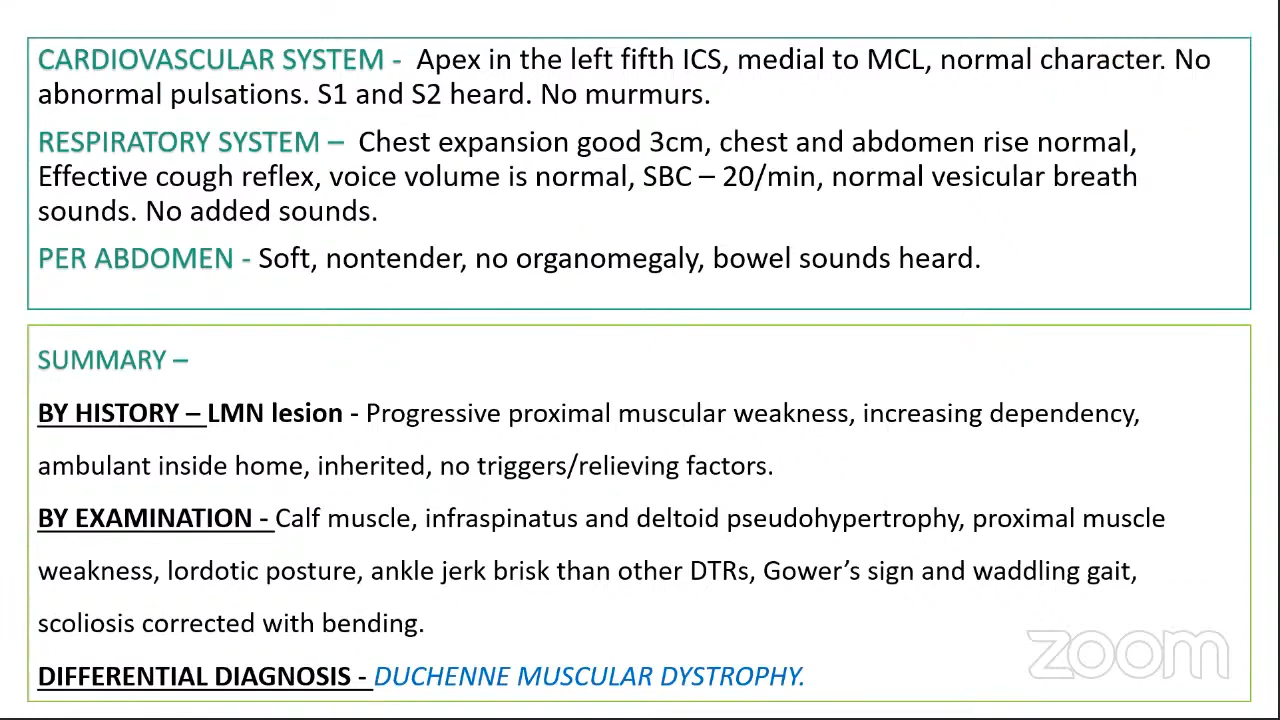 CARDIOVASCULAR SYSTEM - Apex in the left fifth ICS, medial to MCL, normal character. No
abnormal pulsations. S1 and S2 heard. No murmurs.
RESPIRATORY SYSTEM – Chest expansion good 3cm, chest and abdomen rise normal,
Effective cough reflex, voice volume is normal, SBC – 20/min, normal vesicular breath
sounds. No added sounds.
PER ABDOMEN - Soft, nontender, no organomegaly, bowel sounds heard.
SUMMARY –
BY HISTORY – LMN lesion - Progressive proximal muscular weakness, increasing dependency,
ambulant inside home, inherited, no triggers/relieving factors.
BY EXAMINATION - Calf muscle, infraspinatus and deltoid pseudohypertrophy, proximal muscle
weakness, lordotic posture, ankle jerk brisk than other DTRs, Gower’s sign and waddling gait,
scoliosis corrected with bending.
DIFFERENTIAL DIAGNOSIS - DUCHENNE MUSCULAR DYSTROPHY.
zoom